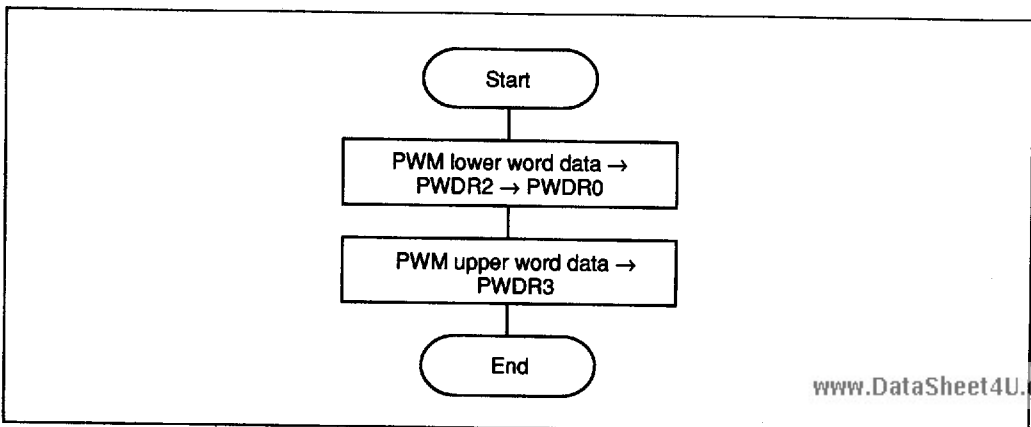 Start
PWM lower word data →
PWDR2 → PWDR0
PWM upper word data →
PWDR3
End
www.DataSheet4U.